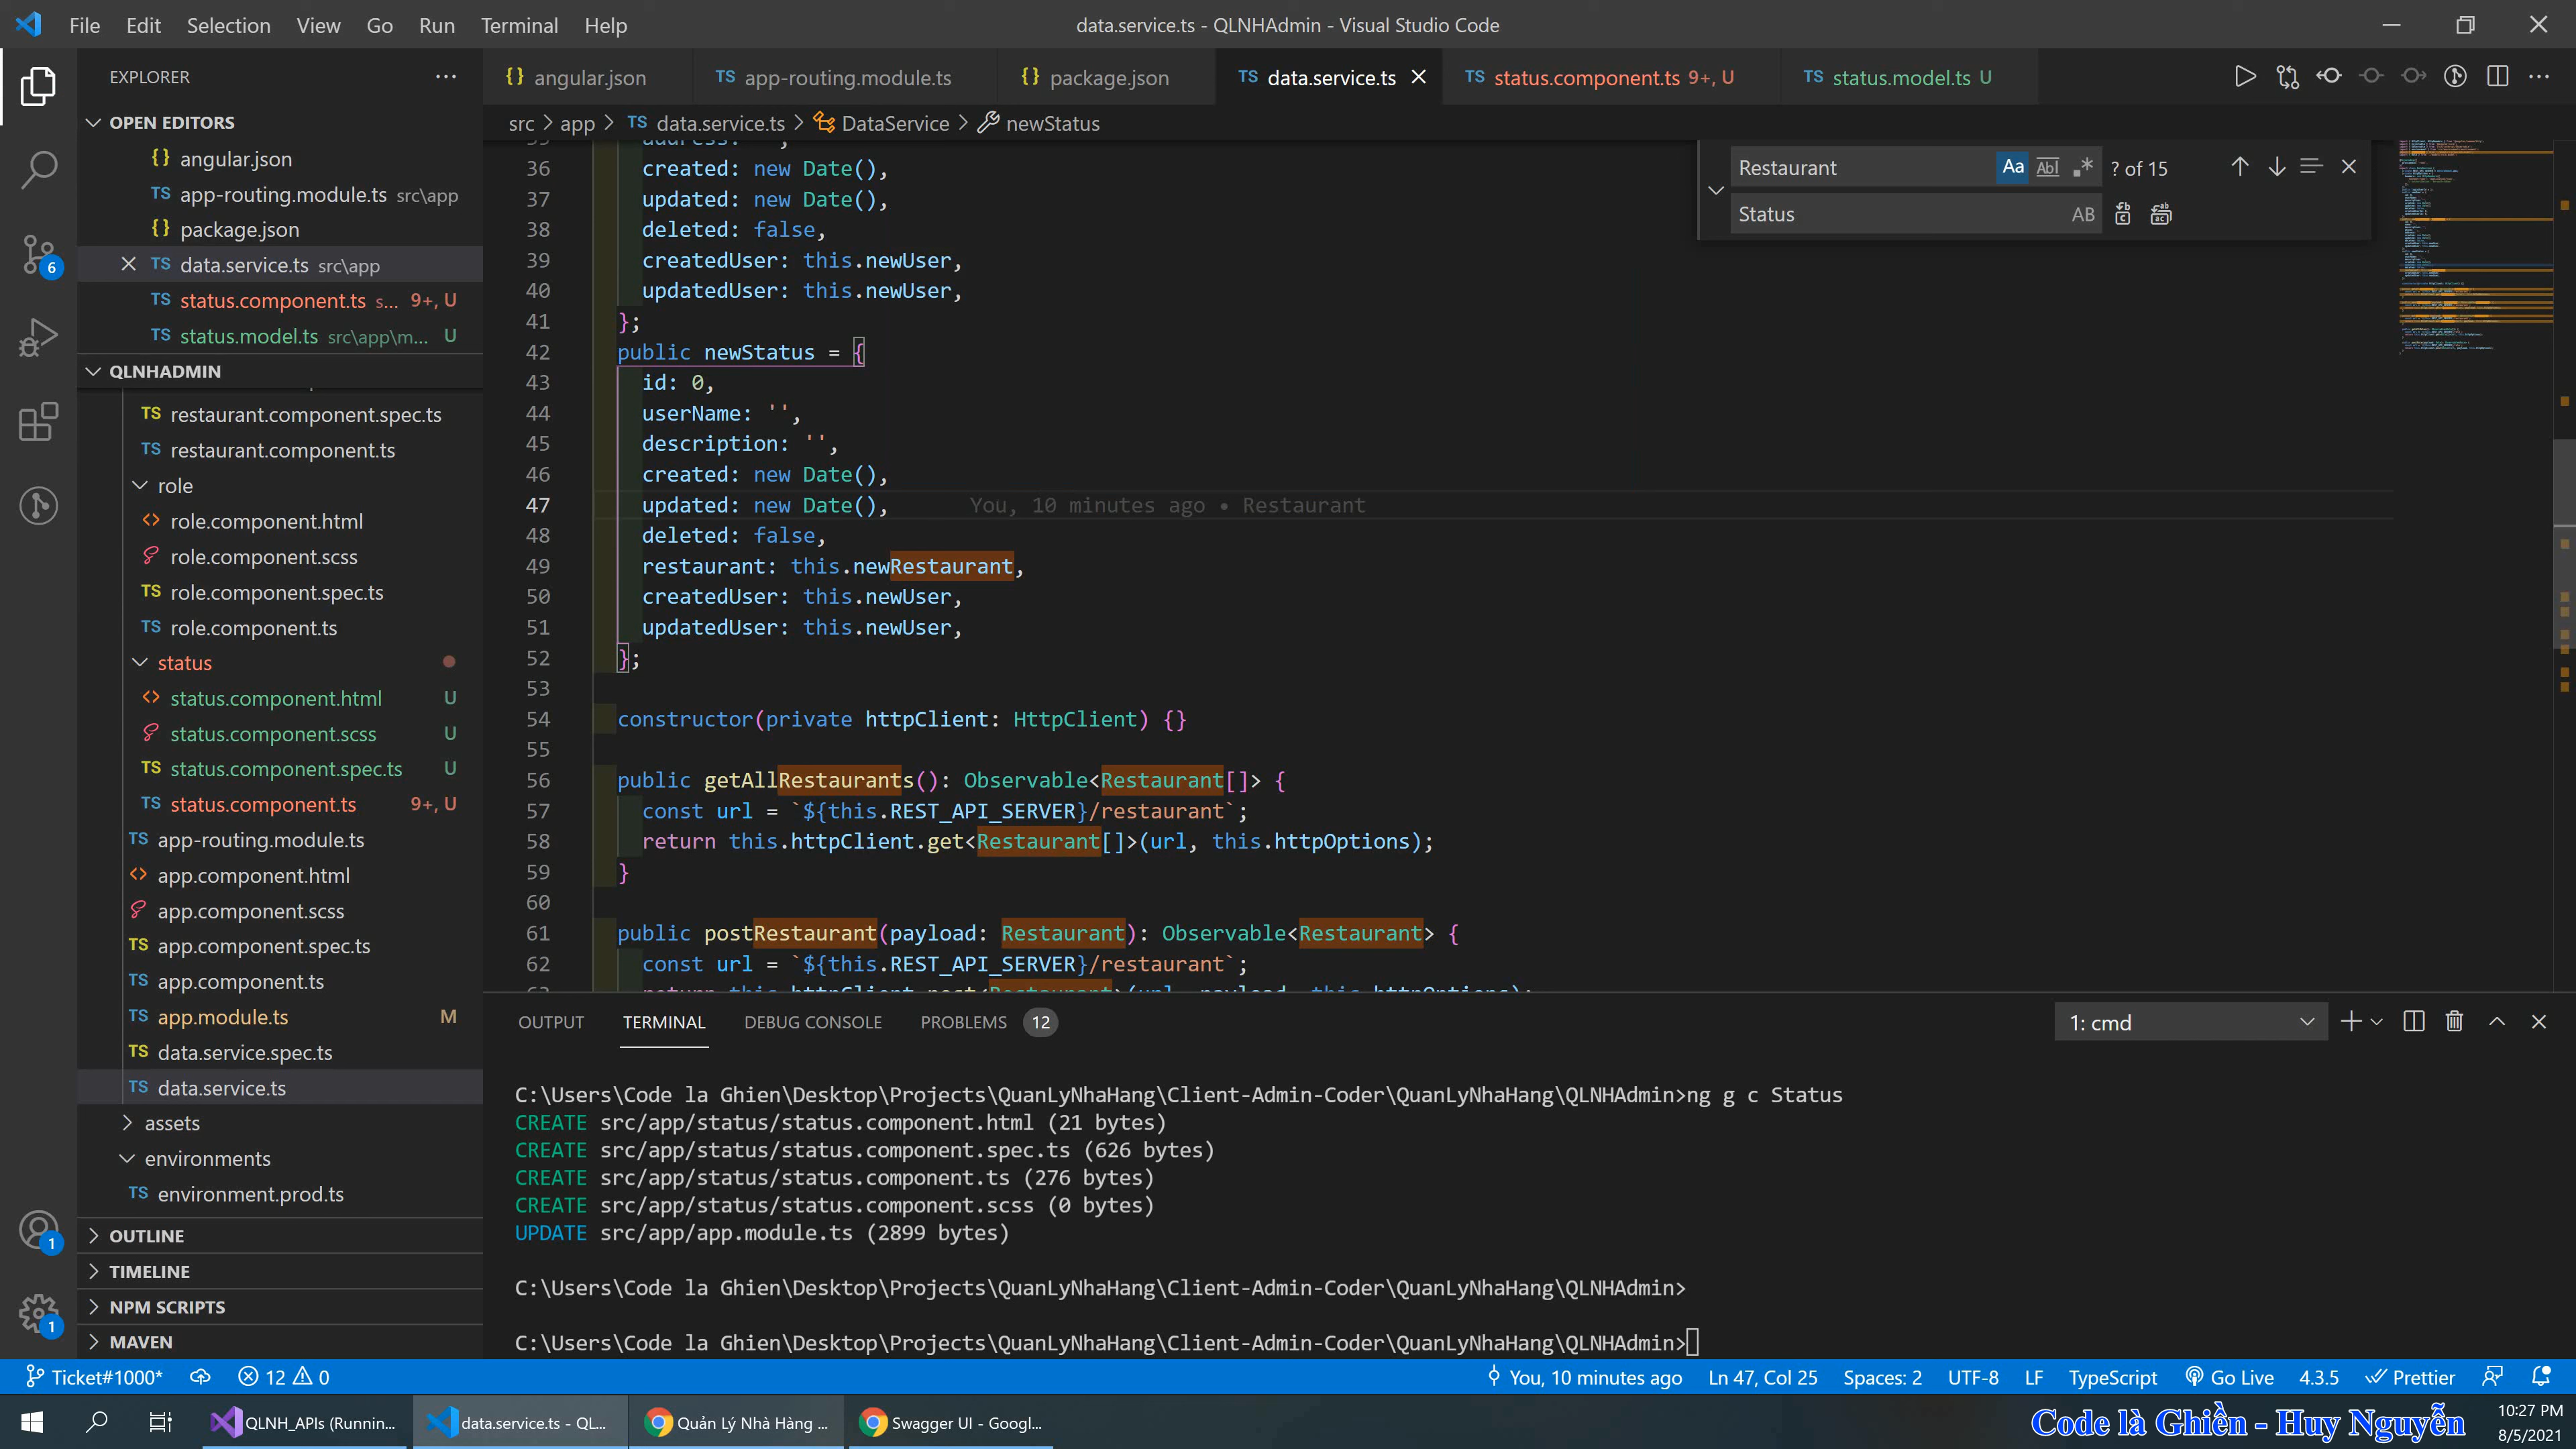 File Edit Selection View Go Run Terminal Help
data.service.ts - QLNHAdmin - Visual Studio Code
EXPLORER
{} angular.json
TS app-routing.module.ts
{} package.json
TS data.service.ts
TS status.component.ts 9+, U
TS status.model.ts U
OPEN EDITORS
{} angular.json
TS app-routing.module.ts src\app
{} package.json
TS data.service.ts src\app
TS status.component.ts s... 9+, U
TS status.model.ts src\app\m... U
QLNHADMIN
TS restaurant.component.spec.ts
TS restaurant.component.ts
role
role.component.html
role.component.scss
TS role.component.spec.ts
TS role.component.ts
status
status.component.html U
status.component.scss U
TS status.component.spec.ts U
TS status.component.ts 9+, U
TS app-routing.module.ts
app.component.html
app.component.scss
TS app.component.spec.ts
TS app.component.ts
TS app.module.ts M
TS data.service.spec.ts
TS data.service.ts
assets
environments
TS environment.prod.ts
OUTLINE
TIMELINE
NPM SCRIPTS
MAVEN
6
1
1
src > app > TS data.service.ts > DataService > newStatus
Restaurant Aa Abl .* ? of 15
Status AB
36 created: new Date(),
37 updated: new Date(),
38 deleted: false,
39 createdUser: this.newUser,
40 updatedUser: this.newUser,
41 };
42 public newStatus = {
43 id: 0,
44 userName: '',
45 description: '',
46 created: new Date(),
47 updated: new Date(), You, 10 minutes ago • Restaurant
48 deleted: false,
49 restaurant: this.newRestaurant,
50 createdUser: this.newUser,
51 updatedUser: this.newUser,
52 };
53
54 constructor(private httpClient: HttpClient) {}
55
56 public getAllRestaurants(): Observable<Restaurant[]> {
57 const url = `${this.REST_API_SERVER}/restaurant`;
58 return this.httpClient.get<Restaurant[]>(url, this.httpOptions);
59 }
60
61 public postRestaurant(payload: Restaurant): Observable<Restaurant> {
62 const url = `${this.REST_API_SERVER}/restaurant`;
OUTPUT TERMINAL DEBUG CONSOLE PROBLEMS 12
1: cmd
C:\Users\Code la Ghien\Desktop\Projects\QuanLyNhaHang\Client-Admin-Coder\QuanLyNhaHang\QLNHAdmin>ng g c Status
CREATE src/app/status/status.component.html (21 bytes)
CREATE src/app/status/status.component.spec.ts (626 bytes)
CREATE src/app/status/status.component.ts (276 bytes)
CREATE src/app/status/status.component.scss (0 bytes)
UPDATE src/app/app.module.ts (2899 bytes)
C:\Users\Code la Ghien\Desktop\Projects\QuanLyNhaHang\Client-Admin-Coder\QuanLyNhaHang\QLNHAdmin>
C:\Users\Code la Ghien\Desktop\Projects\QuanLyNhaHang\Client-Admin-Coder\QuanLyNhaHang\QLNHAdmin>
Ticket#1000* 12 0 You, 10 minutes ago Ln 47, Col 25 Spaces: 2 UTF-8 LF TypeScript Go Live 4.3.5 Prettier
QLNH_APIs (Runnin... data.service.ts - QL... Quản Lý Nhà Hàng ... Swagger UI - Googl...
Code là Ghiền - Huy Nguyễn
10:27 PM
8/5/2021